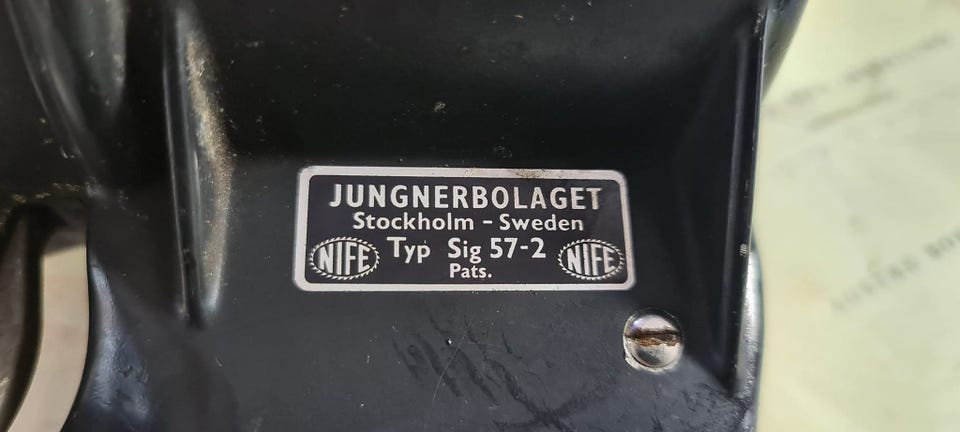 JUNGNERBOLAGET
Stockholm - Sweden
NIFE Typ Sig 57-2 NIFE
Pats.